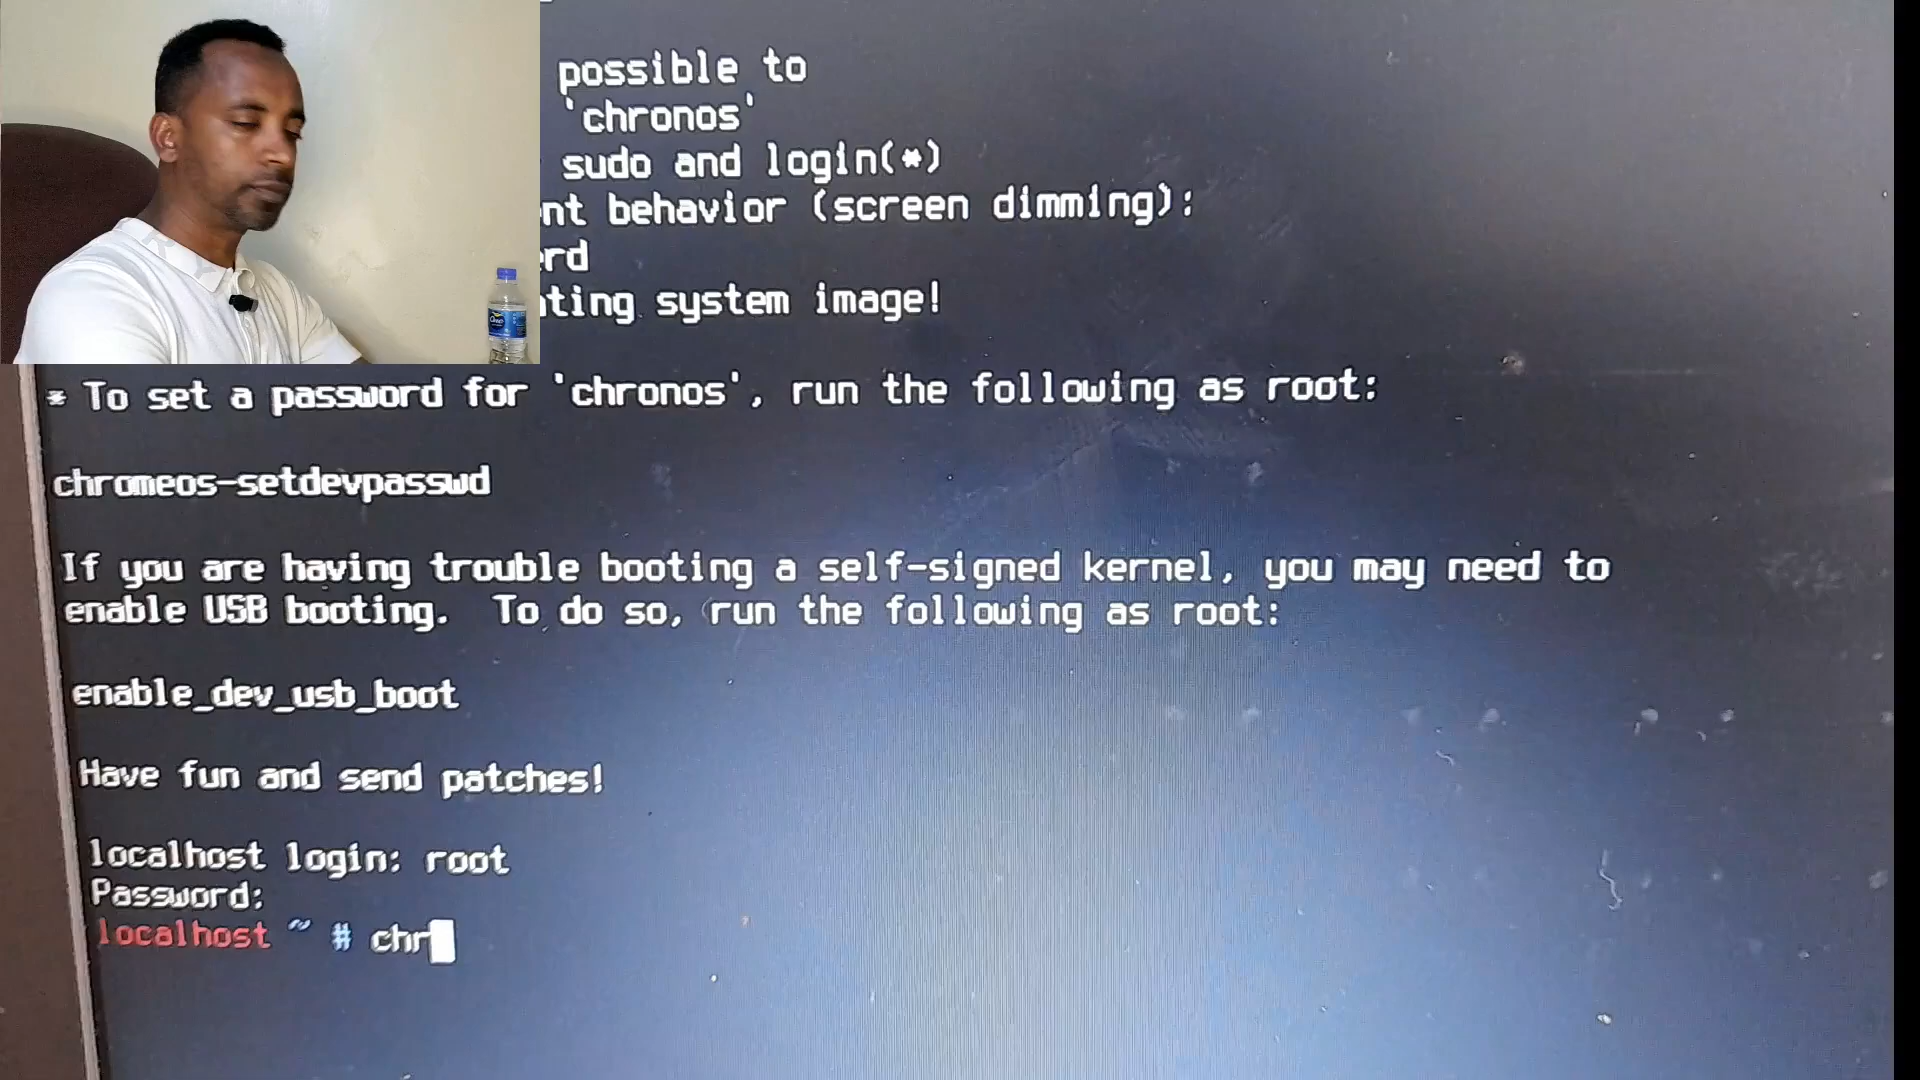 possible to
'chronos'
sudo and login(*)
nt behavior (screen dimming):
rd
ting system image!
* To set a password for 'chronos', run the following as root:
chromeos-setdevpasswd
If you are having trouble booting a self-signed kernel, you may need to
enable USB booting.  To do so, run the following as root:
enable_dev_usb_boot
Have fun and send patches!
localhost login: root
Password:
localhost ~ # chr